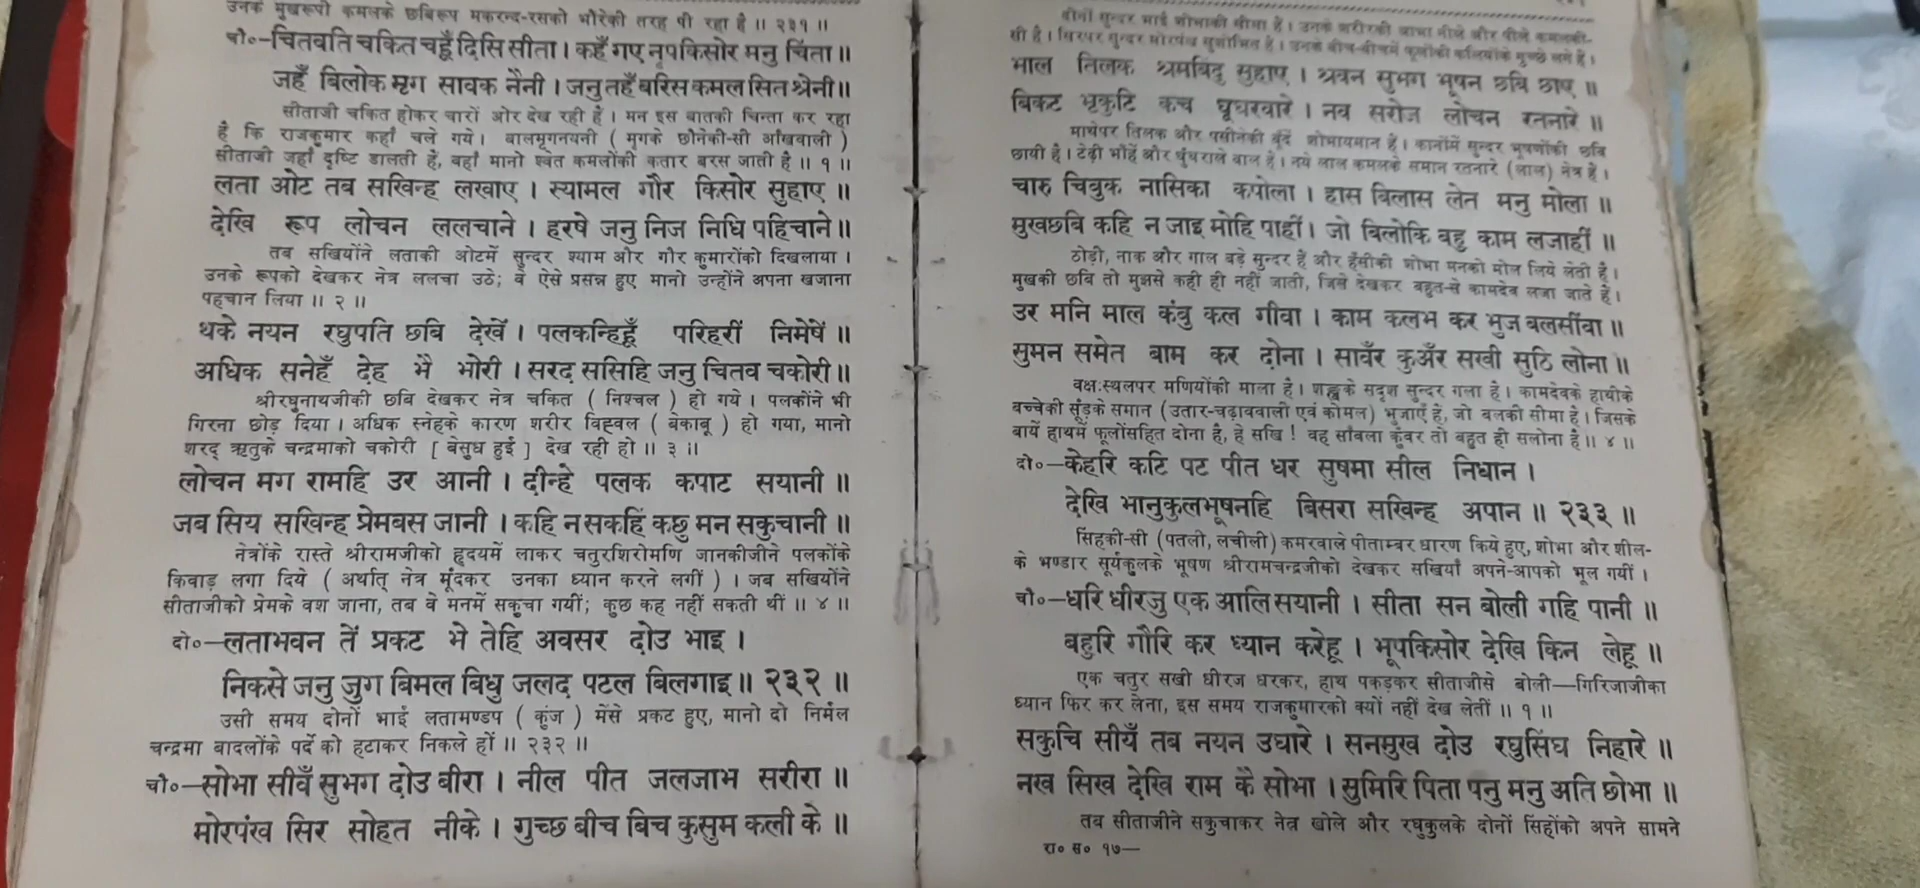 उनके मुखरूपी कमलके छबिरूप मकरन्द-रसको भौंरेकी तरह पी रहा है ॥ २३१ ॥
चौ०—चितवति चकित चहूँ दिसि सीता । कहँ गए नृपकिसोर मनु चिंता ॥
जहँ बिलोक मृग सावक नैनी । जनु तहँ बरिस कमल सित श्रेनी ॥
सीताजी चकित होकर चारों ओर देख रही हैं । मन इस बातकी चिन्ता कर रहा
है कि राजकुमार कहाँ चले गये । बालमृगनयनी ( मृगके छौनेकी-सी आँखवाली )
सीताजी जहाँ दृष्टि डालती हैं, वहाँ मानो श्वेत कमलोंकी कतार बरस जाती है ॥ १ ॥
लता ओट तब सखिन्ह लखाए । स्यामल गौर किसोर सुहाए ॥
देखि रूप लोचन ललचाने । हरषे जनु निज निधि पहिचाने ॥
तब सखियोंने लताकी ओटमें सुन्दर श्याम और गौर कुमारोंको दिखलाया ।
उनके रूपको देखकर नेत्र ललचा उठे; वे ऐसे प्रसन्न हुए मानो उन्होंने अपना खजाना
पहचान लिया ॥ २ ॥
थके नयन रघुपति छबि देखें । पलकन्हिहूँ परिहरीं निमेषें ॥
अधिक सनेहँ देह भै भोरी । सरद ससिहि जनु चितव चकोरी ॥
श्रीरघुनाथजीकी छबि देखकर नेत्र चकित ( निश्चल ) हो गये । पलकोंने भी
गिरना छोड़ दिया । अधिक स्नेहके कारण शरीर विह्वल ( बेकाबू ) हो गया, मानो
शरद् ऋतुके चन्द्रमाको चकोरी [ बेसुध हुई ] देख रही हो ॥ ३ ॥
लोचन मग रामहि उर आनी । दीन्हे पलक कपाट सयानी ॥
जब सिय सखिन्ह प्रेमबस जानी । कहि न सकहिं कछु मन सकुचानी ॥
नेत्रोंके रास्ते श्रीरामजीको हृदयमें लाकर चतुरशिरोमणि जानकीजीने पलकोंके
किवाड़ लगा दिये ( अर्थात् नेत्र मूँदकर उनका ध्यान करने लगीं ) । जब सखियोंने
सीताजीको प्रेमके वश जाना, तब वे मनमें सकुचा गयीं; कुछ कह नहीं सकती थीं ॥ ४ ॥
दो०—लताभवन तें प्रकट भे तेहि अवसर दोउ भाइ ।
निकसे जनु जुग बिमल बिधु जलद पटल बिलगाइ ॥ २३२ ॥
उसी समय दोनों भाई लतामण्डप ( कुंज ) मेंसे प्रकट हुए, मानो दो निर्मल
चन्द्रमा बादलोंके पर्दे को हटाकर निकले हों ॥ २३२ ॥
चौ०—सोभा सीवँ सुभग दोउ बीरा । नील पीत जलजाभ सरीरा ॥
मोरपंख सिर सोहत नीके । गुच्छ बीच बिच कुसुम कली के ॥
दोनों सुन्दर भाई शोभाकी सीमा हैं । उनके शरीरकी आभा नीले और पीले कमलकी-
सी है । सिरपर सुन्दर मोरपंख सुशोभित हैं । उनके बीच-बीचमें फूलोंकी कलियोंके गुच्छे लगे हैं ।
भाल तिलक श्रमबिंदु सुहाए । श्रवन सुभग भूषन छबि छाए ॥
बिकट भृकुटि कच घूघरवारे । नव सरोज लोचन रतनारे ॥
माथेपर तिलक और पसीनेकी बूँदें शोभायमान हैं । कानोंमें सुन्दर भूषणोंकी छबि
छायी है । टेढ़ी भौंहें और घुंघराले बाल हैं । नये लाल कमलके समान रतनारे (लाल) नेत्र हैं ।
चारु चिबुक नासिका कपोला । हास बिलास लेत मनु मोला ॥
मुखछबि कहि न जाइ मोहि पाहीं । जो बिलोकि बहु काम लजाहीं ॥
ठोड़ी, नाक और गाल बड़े सुन्दर हैं और हँसीकी शोभा मनको मोल लिये लेती है ।
मुखकी छबि तो मुझसे कही ही नहीं जाती, जिसे देखकर बहुत-से कामदेव लजा जाते हैं ।
उर मनि माल कंबु कल गीवा । काम कलभ कर भुज बलसींवा ॥
सुमन समेत बाम कर दोना । सावँर कुअँर सखी सुठि लोना ॥
वक्षःस्थलपर मणियोंकी माला है । शङ्खके सदृश सुन्दर गला है । कामदेवके हाथीके
बच्चेकी सूँड़के समान (उतार-चढ़ाववाली एवं कोमल) भुजाएँ हैं, जो बलकी सीमा हैं । जिसके
बायें हाथमें फूलोंसहित दोना है, हे सखि ! वह साँवला कुँवर तो बहुत ही सलोना है ॥ ४ ॥
दो०—केहरि कटि पट पीत धर सुषमा सील निधान ।
देखि भानुकुलभूषनहि बिसरा सखिन्ह अपान ॥ २३३ ॥
सिंहकी-सी (पतली, लचीली) कमरवाले पीताम्बर धारण किये हुए, शोभा और शील-
के भण्डार सूर्यकुलके भूषण श्रीरामचन्द्रजीको देखकर सखियाँ अपने-आपको भूल गयीं ।
चौ०—धरि धीरजु एक आलि सयानी । सीता सन बोली गहि पानी ॥
बहुरि गौरि कर ध्यान करेहू । भूपकिसोर देखि किन लेहू ॥
एक चतुर सखी धीरज धरकर, हाथ पकड़कर सीताजीसे बोली—गिरिजाजीका
ध्यान फिर कर लेना, इस समय राजकुमारको क्यों नहीं देख लेतीं ॥ १ ॥
सकुचि सीयँ तब नयन उघारे । सनमुख दोउ रघुसिंघ निहारे ॥
नख सिख देखि राम कै सोभा । सुमिरि पिता पनु मनु अति छोभा ॥
तब सीताजीने सकुचाकर नेत्र खोले और रघुकुलके दोनों सिंहोंको अपने सामने
रा० स० १७—